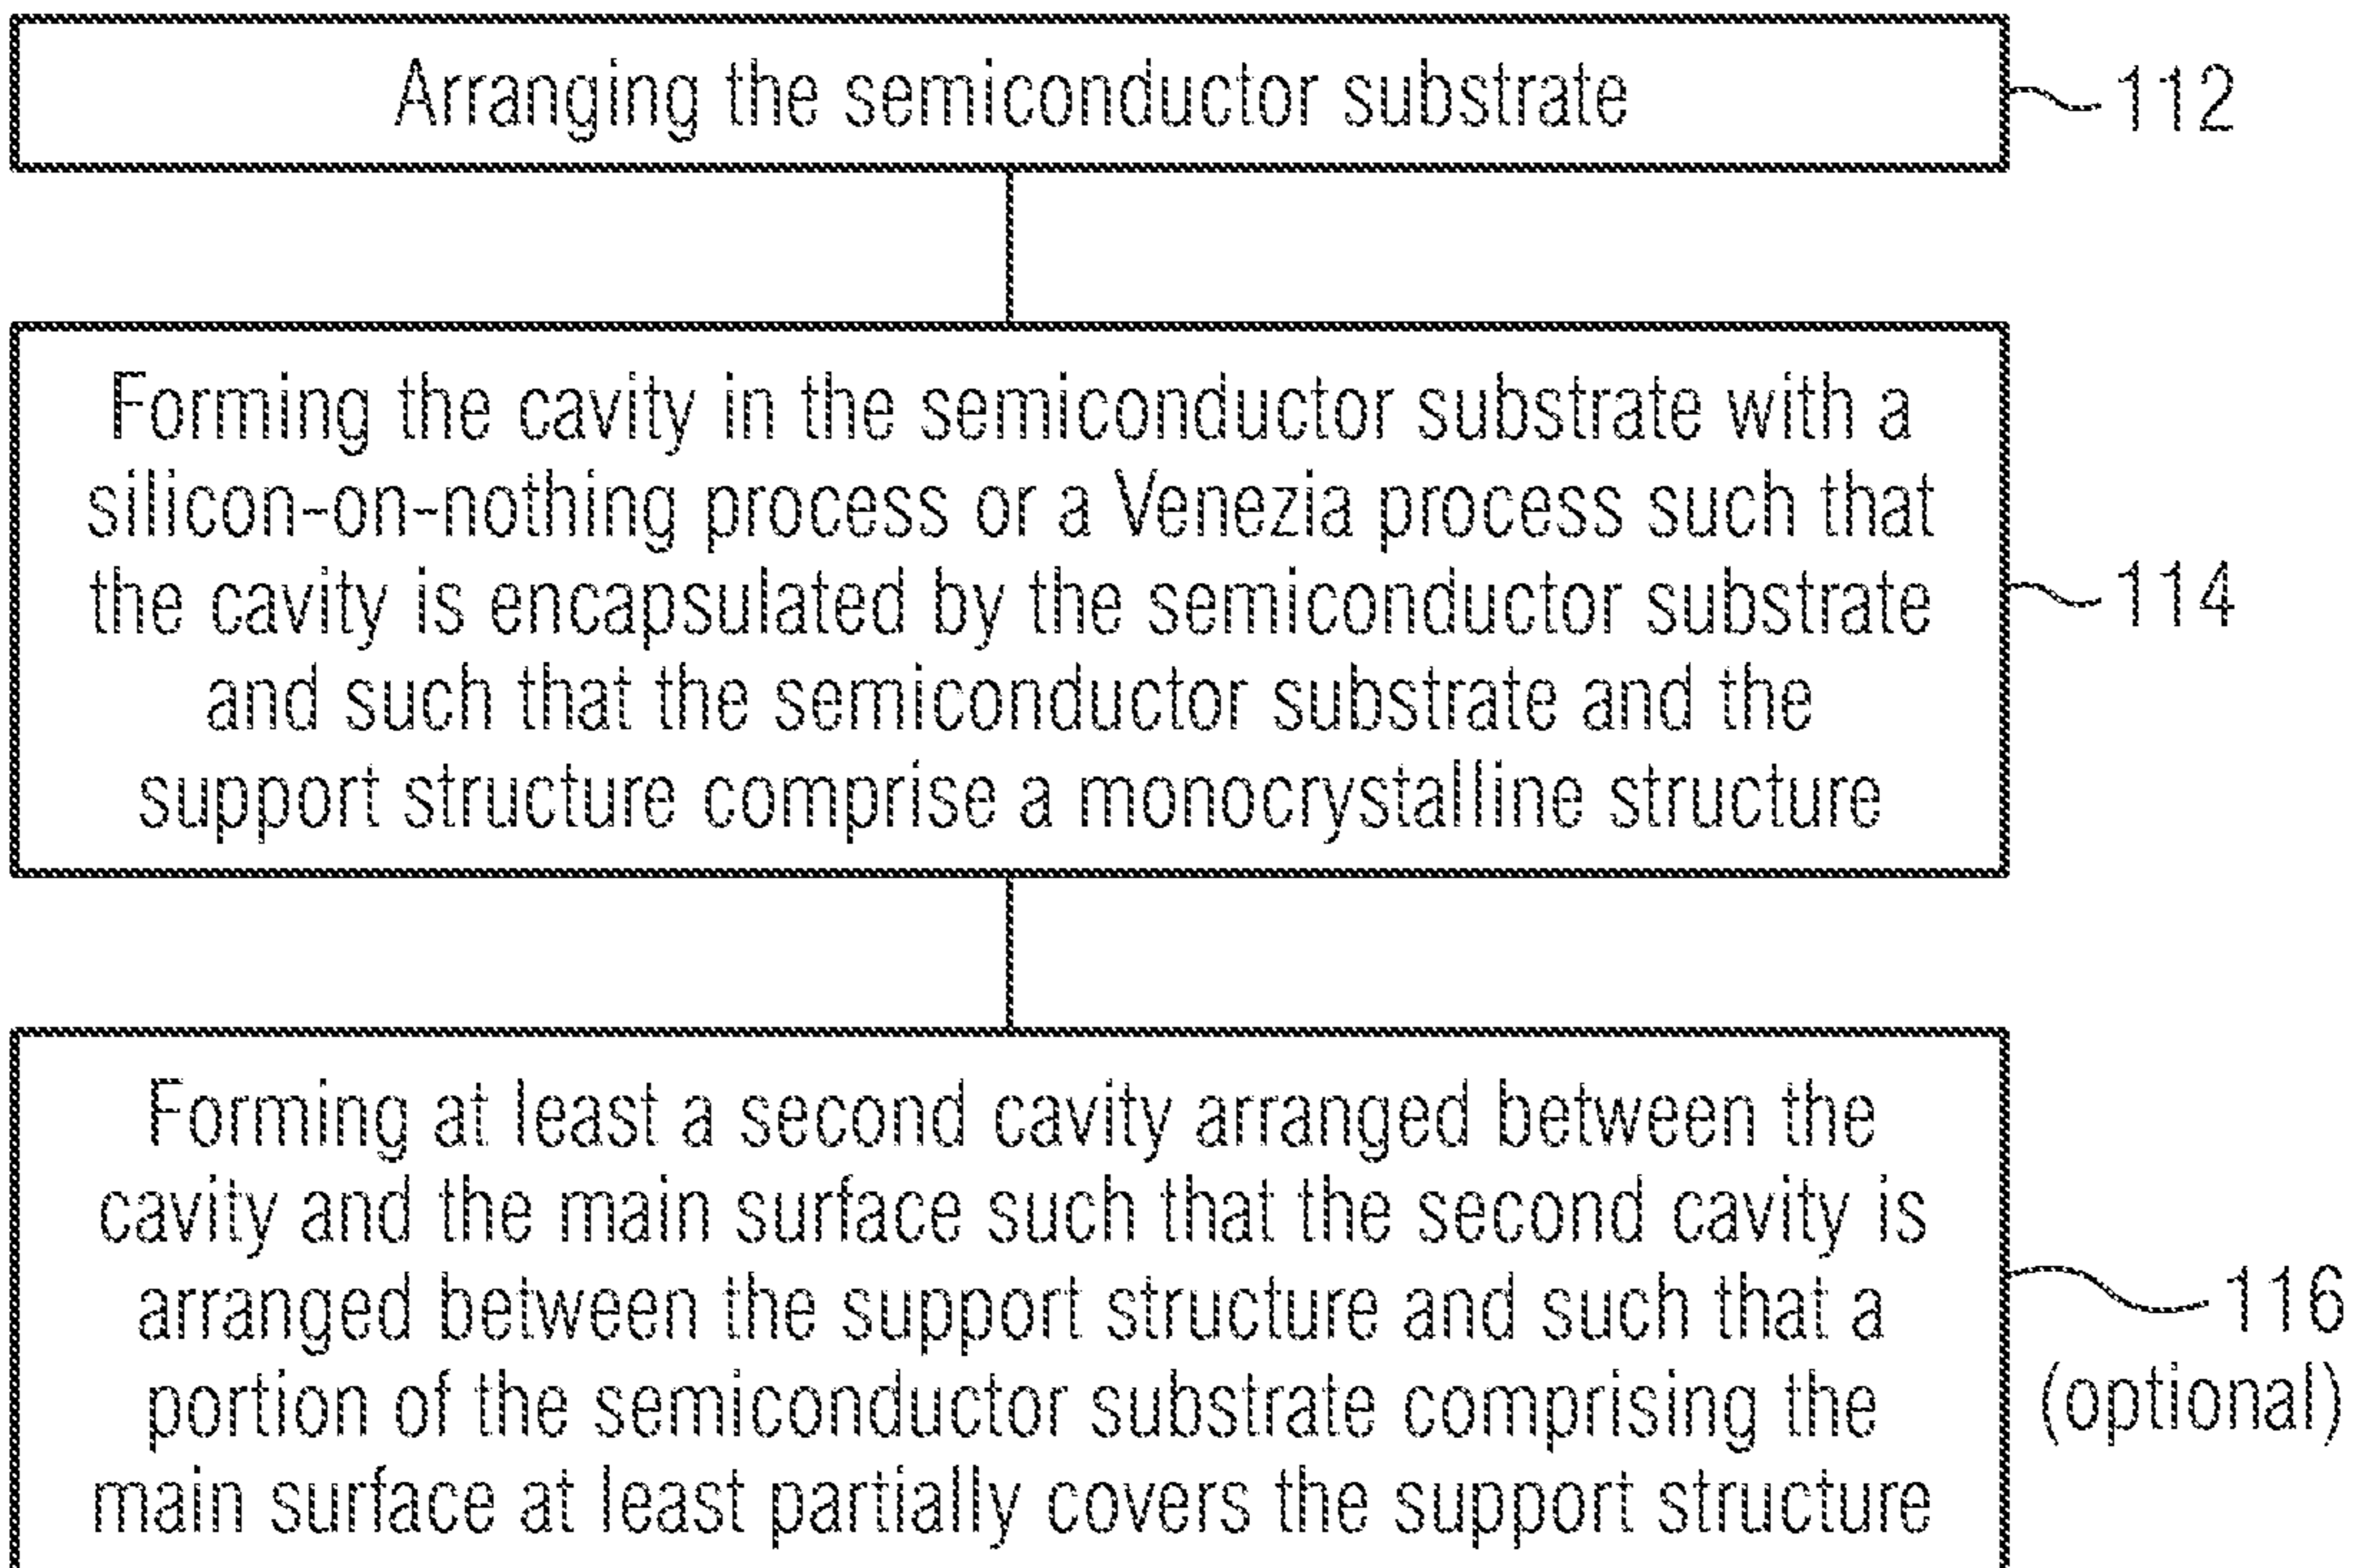 Arranging the semiconductor substrate
112
Forming the cavity in the semiconductor substrate with a
silicon-on-nothing process or a Venezia process such that
the cavity is encapsulated by the semiconductor substrate
and such that the semiconductor substrate and the
support structure comprise a monocrystalline structure
114
Forming at least a second cavity arranged between the
cavity and the main surface such that the second cavity is
arranged between the support structure and such that a
portion of the semiconductor substrate comprising the
main surface at least partially covers the support structure
116
(optional)